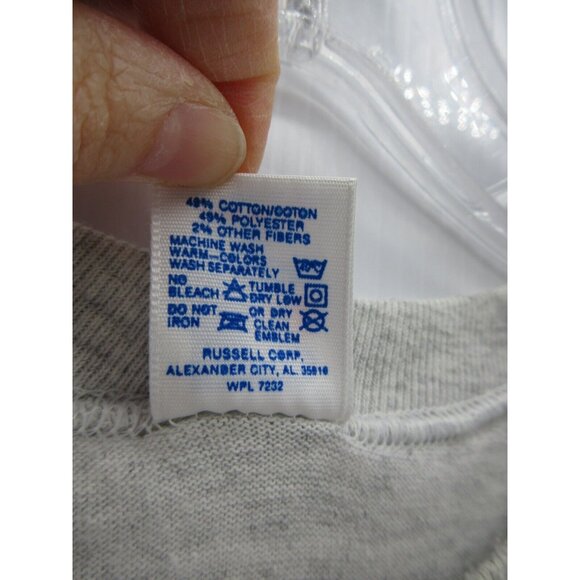 49% COTTON/COTON
49% POLYESTER
2% OTHER FIBERS
MACHINE WASH
WARM-COLORS
WASH SEPARATELY
NO BLEACH TUMBLE DRY LOW
DO NOT IRON OR DRY CLEAN EMBLEM
RUSSELL CORP.
ALEXANDER CITY, AL 35010
WPL 7232